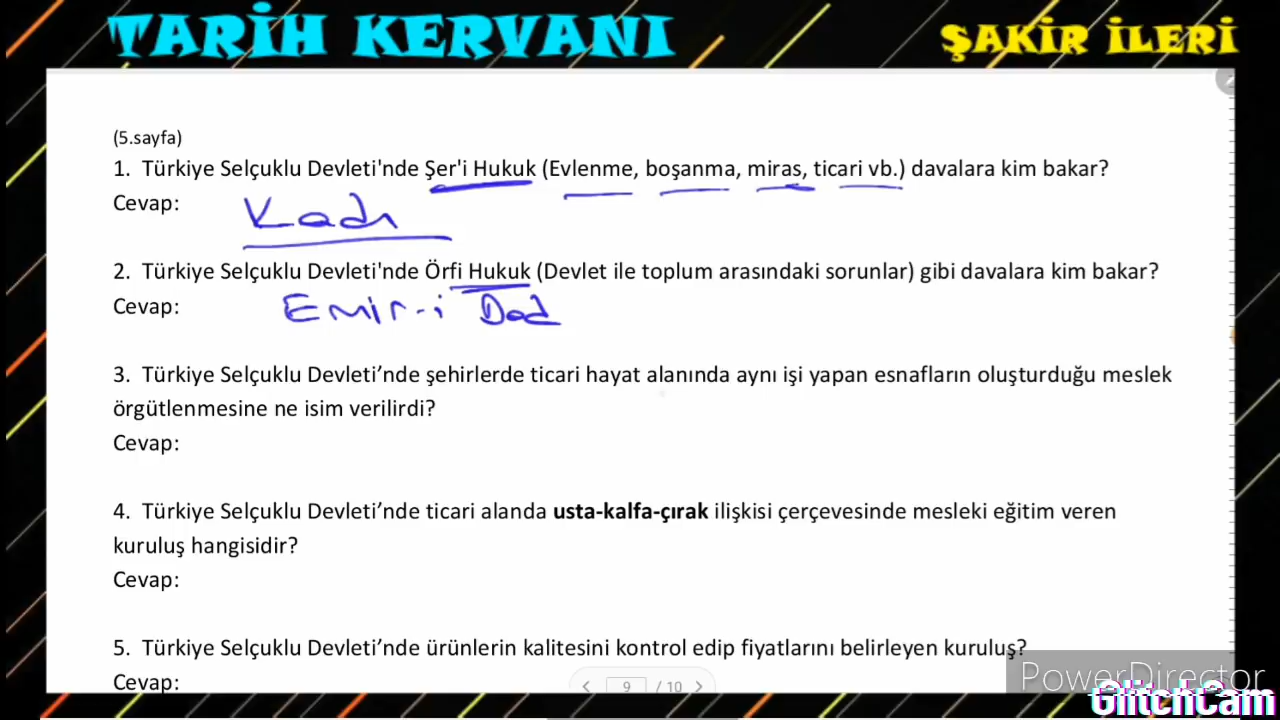 TARİH KERVANI
ŞAKİR İLERİ
(5.sayfa)
1. Türkiye Selçuklu Devleti'nde Şer'i Hukuk (Evlenme, boşanma, miras, ticari vb.) davalara kim bakar?
Cevap:
Kadı
2. Türkiye Selçuklu Devleti'nde Örfi Hukuk (Devlet ile toplum arasındaki sorunlar) gibi davalara kim bakar?
Cevap:
Emir-i Dad
3. Türkiye Selçuklu Devleti’nde şehirlerde ticari hayat alanında aynı işi yapan esnafların oluşturduğu meslek
örgütlenmesine ne isim verilirdi?
Cevap:
4. Türkiye Selçuklu Devleti’nde ticari alanda usta-kalfa-çırak ilişkisi çerçevesinde mesleki eğitim veren
kuruluş hangisidir?
Cevap:
5. Türkiye Selçuklu Devleti’nde ürünlerin kalitesini kontrol edip fiyatlarını belirleyen kuruluş?
Cevap:
9 / 10
PowerDirector
GlitchCam